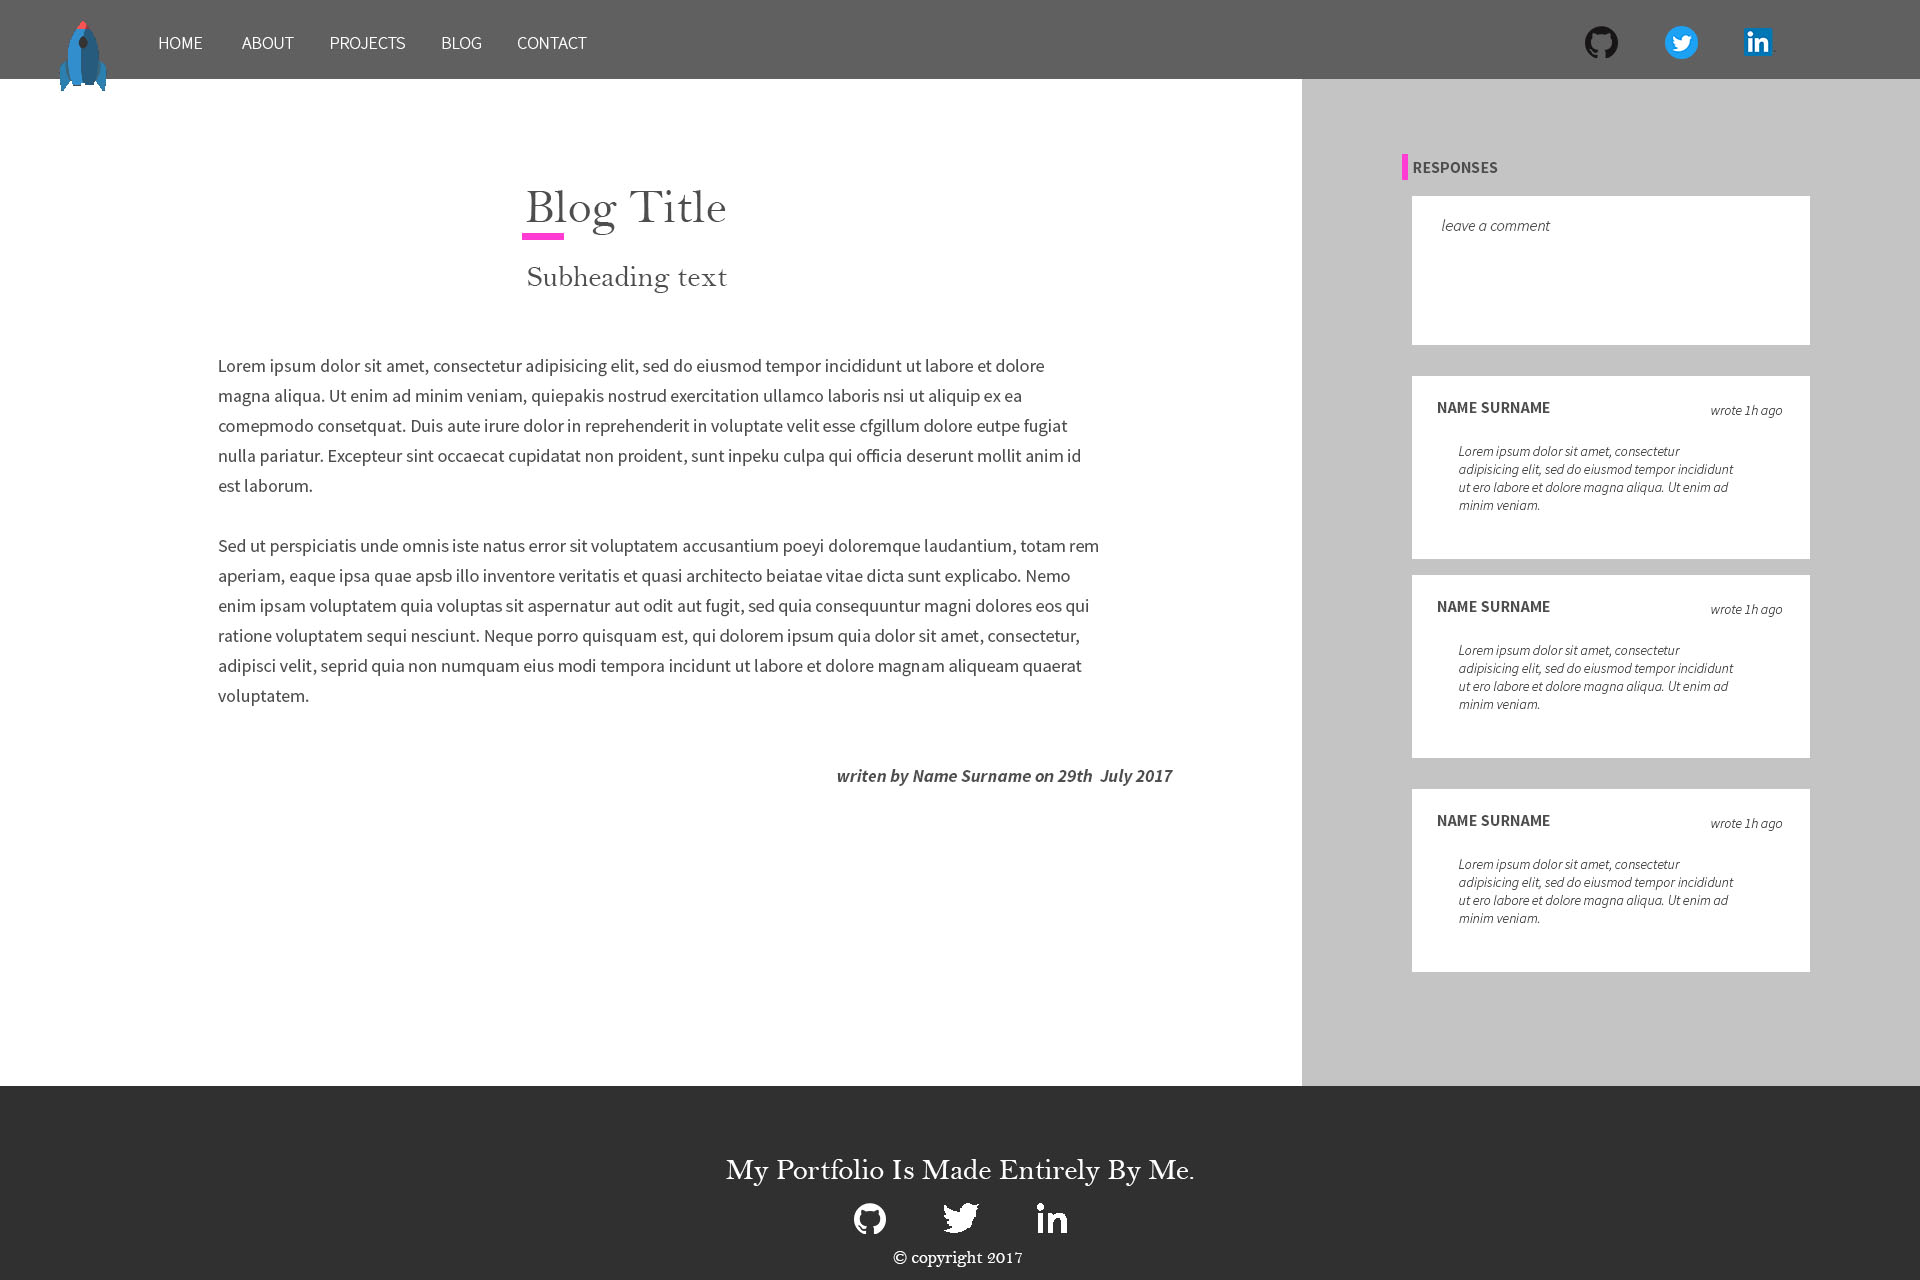 HOME ABOUT PROJECTS BLOG CONTACT
in
Blog Title
Subheading text
Lorem ipsum dolor sit amet, consectetur adipisicing elit, sed do eiusmod tempor incididunt ut labore et dolore
magna aliqua. Ut enim ad minim veniam, quiepakis nostrud exercitation ullamco laboris nsi ut aliquip ex ea
comepmodo consetquat. Duis aute irure dolor in reprehenderit in voluptate velit esse cfgillum dolore eutpe fugiat
nulla pariatur. Excepteur sint occaecat cupidatat non proident, sunt inpeku culpa qui officia deserunt mollit anim id
est laborum.
Sed ut perspiciatis unde omnis iste natus error sit voluptatem accusantium poeyi doloremque laudantium, totam rem
aperiam, eaque ipsa quae apsb illo inventore veritatis et quasi architecto beiatae vitae dicta sunt explicabo. Nemo
enim ipsam voluptatem quia voluptas sit aspernatur aut odit aut fugit, sed quia consequuntur magni dolores eos qui
ratione voluptatem sequi nesciunt. Neque porro quisquam est, qui dolorem ipsum quia dolor sit amet, consectetur,
adipisci velit, seprid quia non numquam eius modi tempora incidunt ut labore et dolore magnam aliqueam quaerat
voluptatem.
writen by Name Surname on 29th July 2017
RESPONSES
leave a comment
NAME SURNAME
wrote 1h ago
Lorem ipsum dolor sit amet, consectetur
adipisicing elit, sed do eiusmod tempor incididunt
ut ero labore et dolore magna aliqua. Ut enim ad
minim veniam.
NAME SURNAME
wrote 1h ago
Lorem ipsum dolor sit amet, consectetur
adipisicing elit, sed do eiusmod tempor incididunt
ut ero labore et dolore magna aliqua. Ut enim ad
minim veniam.
NAME SURNAME
wrote 1h ago
Lorem ipsum dolor sit amet, consectetur
adipisicing elit, sed do eiusmod tempor incididunt
ut ero labore et dolore magna aliqua. Ut enim ad
minim veniam.
My Portfolio Is Made Entirely By Me.
in
© copyright 2017